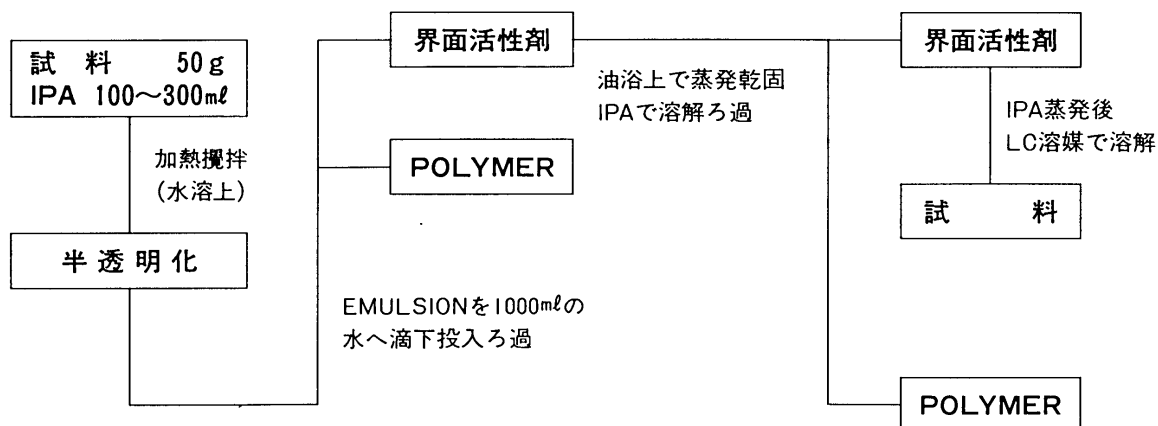 試 料 50g
IPA 100〜300㎖
加熱攪拌
(水溶上)
半透明化
EMULSIONを1000㎖の
水へ滴下投入ろ過
界面活性剤
POLYMER
油浴上で蒸発乾固
IPAで溶解ろ過
界面活性剤
IPA蒸発後
LC溶媒で溶解
試 料
POLYMER